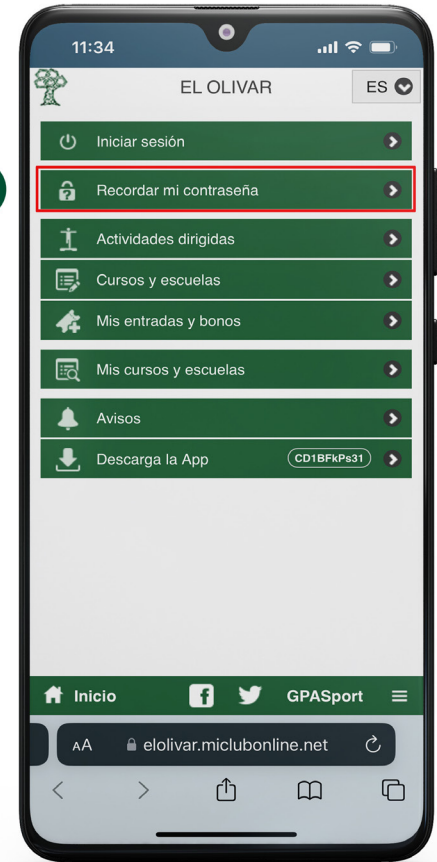 11:34
EL OLIVAR
ES
Iniciar sesión
Recordar mi contraseña
Actividades dirigidas
Cursos y escuelas
Mis entradas y bonos
Mis cursos y escuelas
Avisos
Descarga la App CD1BFkPs31
Inicio GPASport
AA elolivar.miclubonline.net